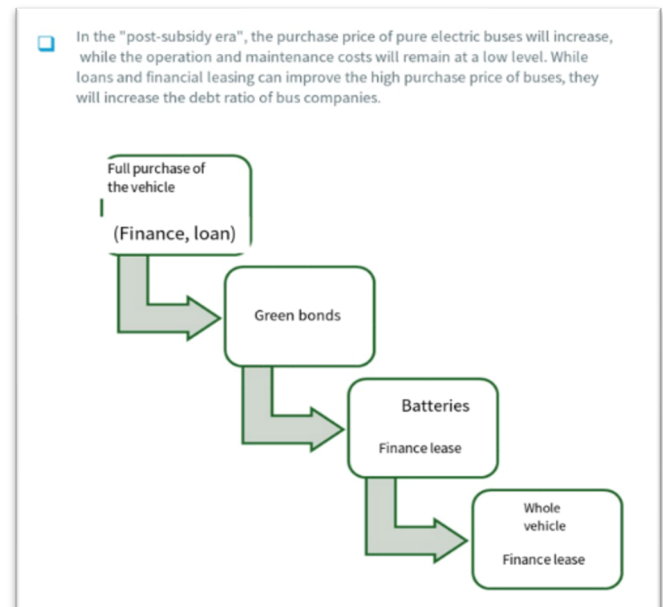 In the "post-subsidy era", the purchase price of pure electric buses will increase,
while the operation and maintenance costs will remain at a low level. While
loans and financial leasing can improve the high purchase price of buses, they
will increase the debt ratio of bus companies.
Full purchase of
the vehicle
(Finance, loan)
Green bonds
Batteries
Finance lease
Whole
vehicle
Finance lease